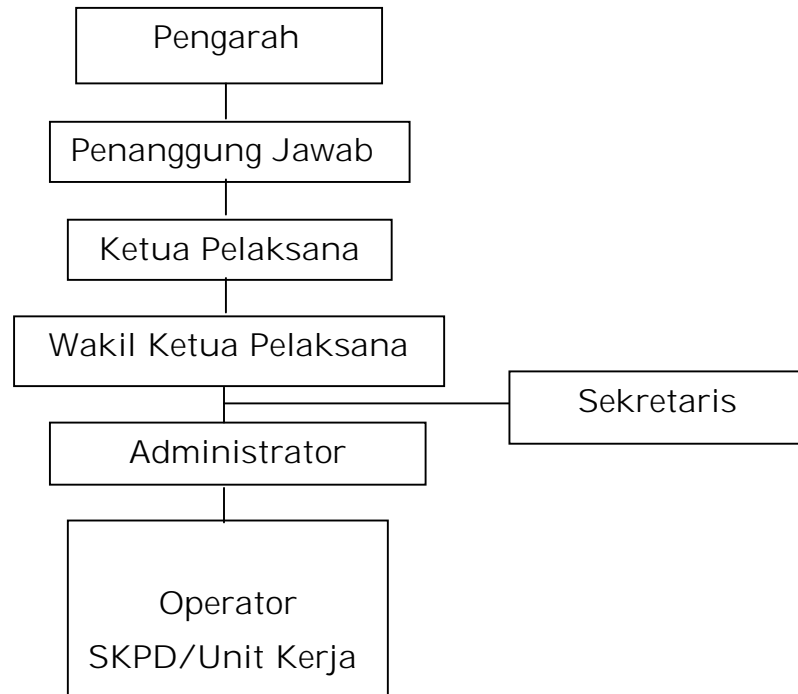 Pengarah
Penanggung Jawab
Ketua Pelaksana
Wakil Ketua Pelaksana
Sekretaris
Administrator
Operator
SKPD/Unit Kerja